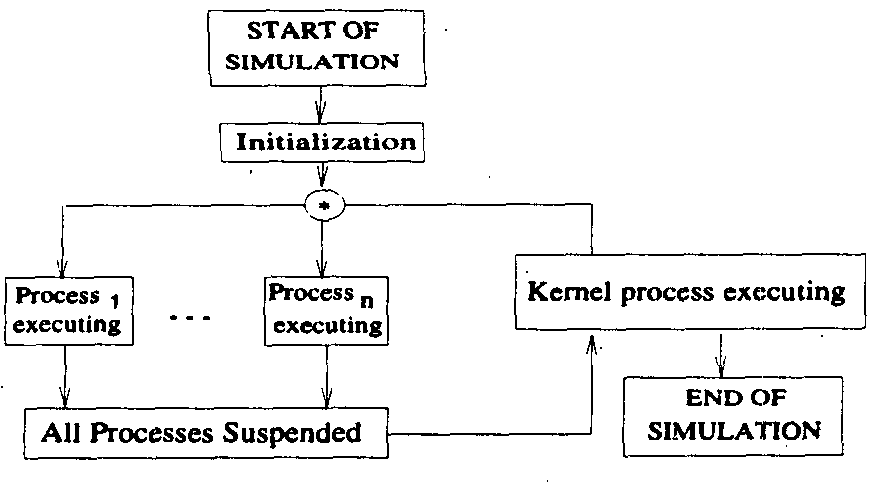 START OF
SIMULATION
Initialization
*
Process 1
executing
- - -
Process n
executing
Kernel process executing
All Processes Suspended
END OF
SIMULATION